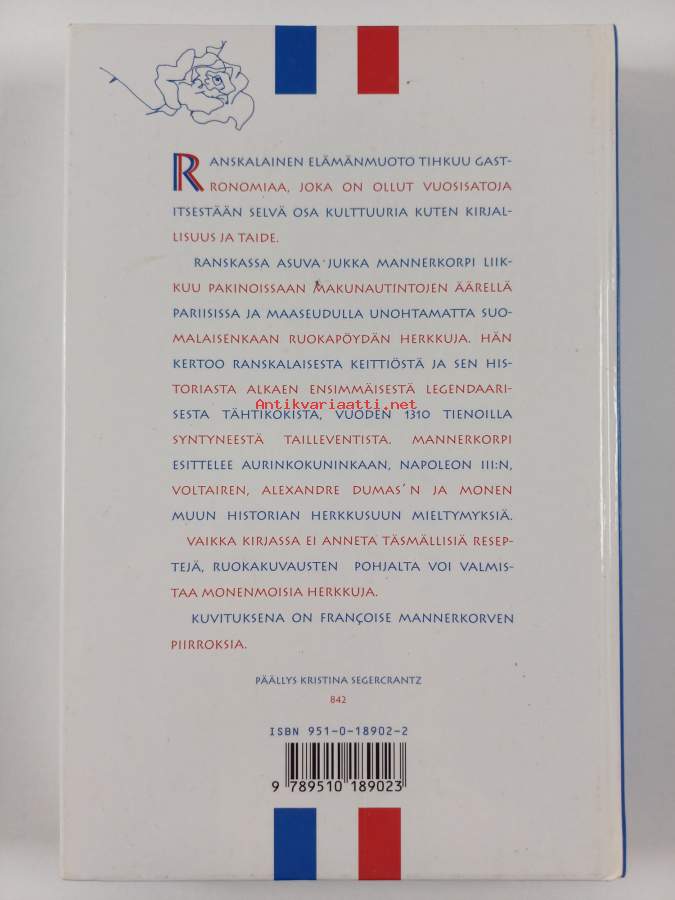 RANSKALAINEN ELÄMÄNMUOTO TIHKUU GAST-
RONOMIAA, JOKA ON OLLUT VUOSISATOJA
ITSESTÄÄN SELVÄ OSA KULTTUURIA KUTEN KIRJAL-
LISUUS JA TAIDE.
RANSKASSA ASUVA JUKKA MANNERKORPI LIIK-
KUU PAKINOISSAAN MAKUNAUTINTOJEN ÄÄRELLÄ
PARIISISSA JA MAASEUDULLA UNOHTAMATTA SUO-
MALAISENKAAN RUOKAPÖYDÄN HERKKUJA. HÄN
KERTOO RANSKALAISESTA KEITTIÖSTÄ JA SEN HIS-
TORIASTA ALKAEN ENSIMMÄISESTÄ LEGENDAARI-
Antikvariaatti.net
SESTA TÄHTIKOKISTA, VUODEN 1310 TIENOILLA
SYNTYNEESTÄ TAILLEVENTISTA. MANNERKORPI
ESITTELEE AURINKOKUNINKAAN, NAPOLEON III:N,
VOLTAIREN, ALEXANDRE DUMAS´N JA MONEN
MUUN HISTORIAN HERKKUSUUN MIELTYMYKSIÄ.
VAIKKA KIRJASSA EI ANNETA TÄSMÄLLISIÄ RESEP-
TEJÄ, RUOKAKUVAUSTEN POHJALTA VOI VALMIS-
TAA MONENMOISIA HERKKUJA.
KUVITUKSENA ON FRANÇOISE MANNERKORVEN
PIIRROKSIA.
PÄÄLLYS KRISTINA SEGERCRANTZ
842
ISBN 951-0-18902-2
9 789510 189023